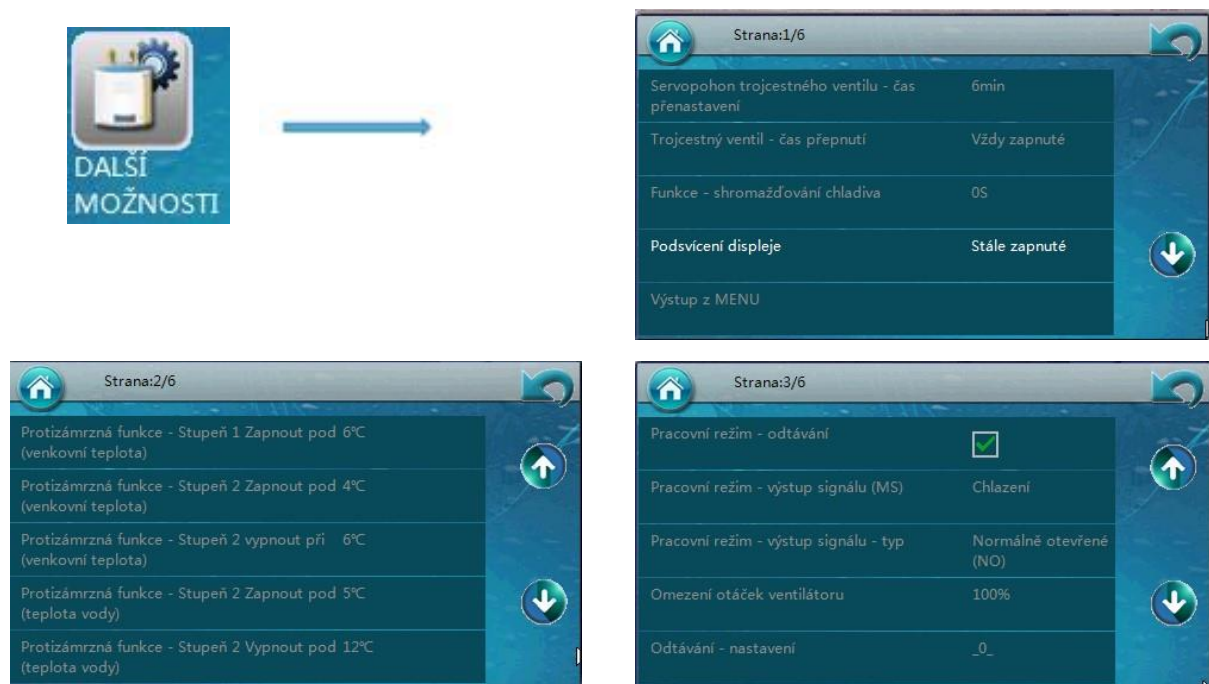 DALŠÍ
MOŽNOSTI
Strana:1/6
Servopohon trojcestného ventilu - čas 6min
přenastavení
Trojcestný ventil - čas přepnutí Vždy zapnuté
Funkce - shromažďování chladiva 0S
Podsvícení displeje Stále zapnuté
Výstup z MENU
Strana:2/6
Protizámrzná funkce - Stupeň 1 Zapnout pod 6℃
(venkovní teplota)
Protizámrzná funkce - Stupeň 2 Zapnout pod 4℃
(venkovní teplota)
Protizámrzná funkce - Stupeň 2 vypnout při 6℃
(venkovní teplota)
Protizámrzná funkce - Stupeň 2 Zapnout pod 5℃
(teplota vody)
Protizámrzná funkce - Stupeň 2 Vypnout pod 12℃
(teplota vody)
Strana:3/6
Pracovní režim - odtávání
Pracovní režim - výstup signálu (MS) Chlazení
Pracovní režim - výstup signálu - typ Normálně otevřené
(NO)
Omezení otáček ventilátoru 100%
Odtávání - nastavení _0_